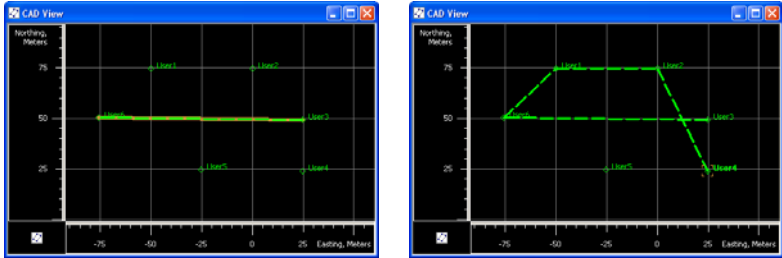 CAD View
Northing,
Meters
User1
User2
75
User6
50
User3
User5
User4
25
-75
-50
-25
0
25
Easting, Meters
CAD View
Northing,
Meters
User1
User2
75
User6
50
User3
User5
User4
25
-75
-50
-25
0
25
Easting, Meters